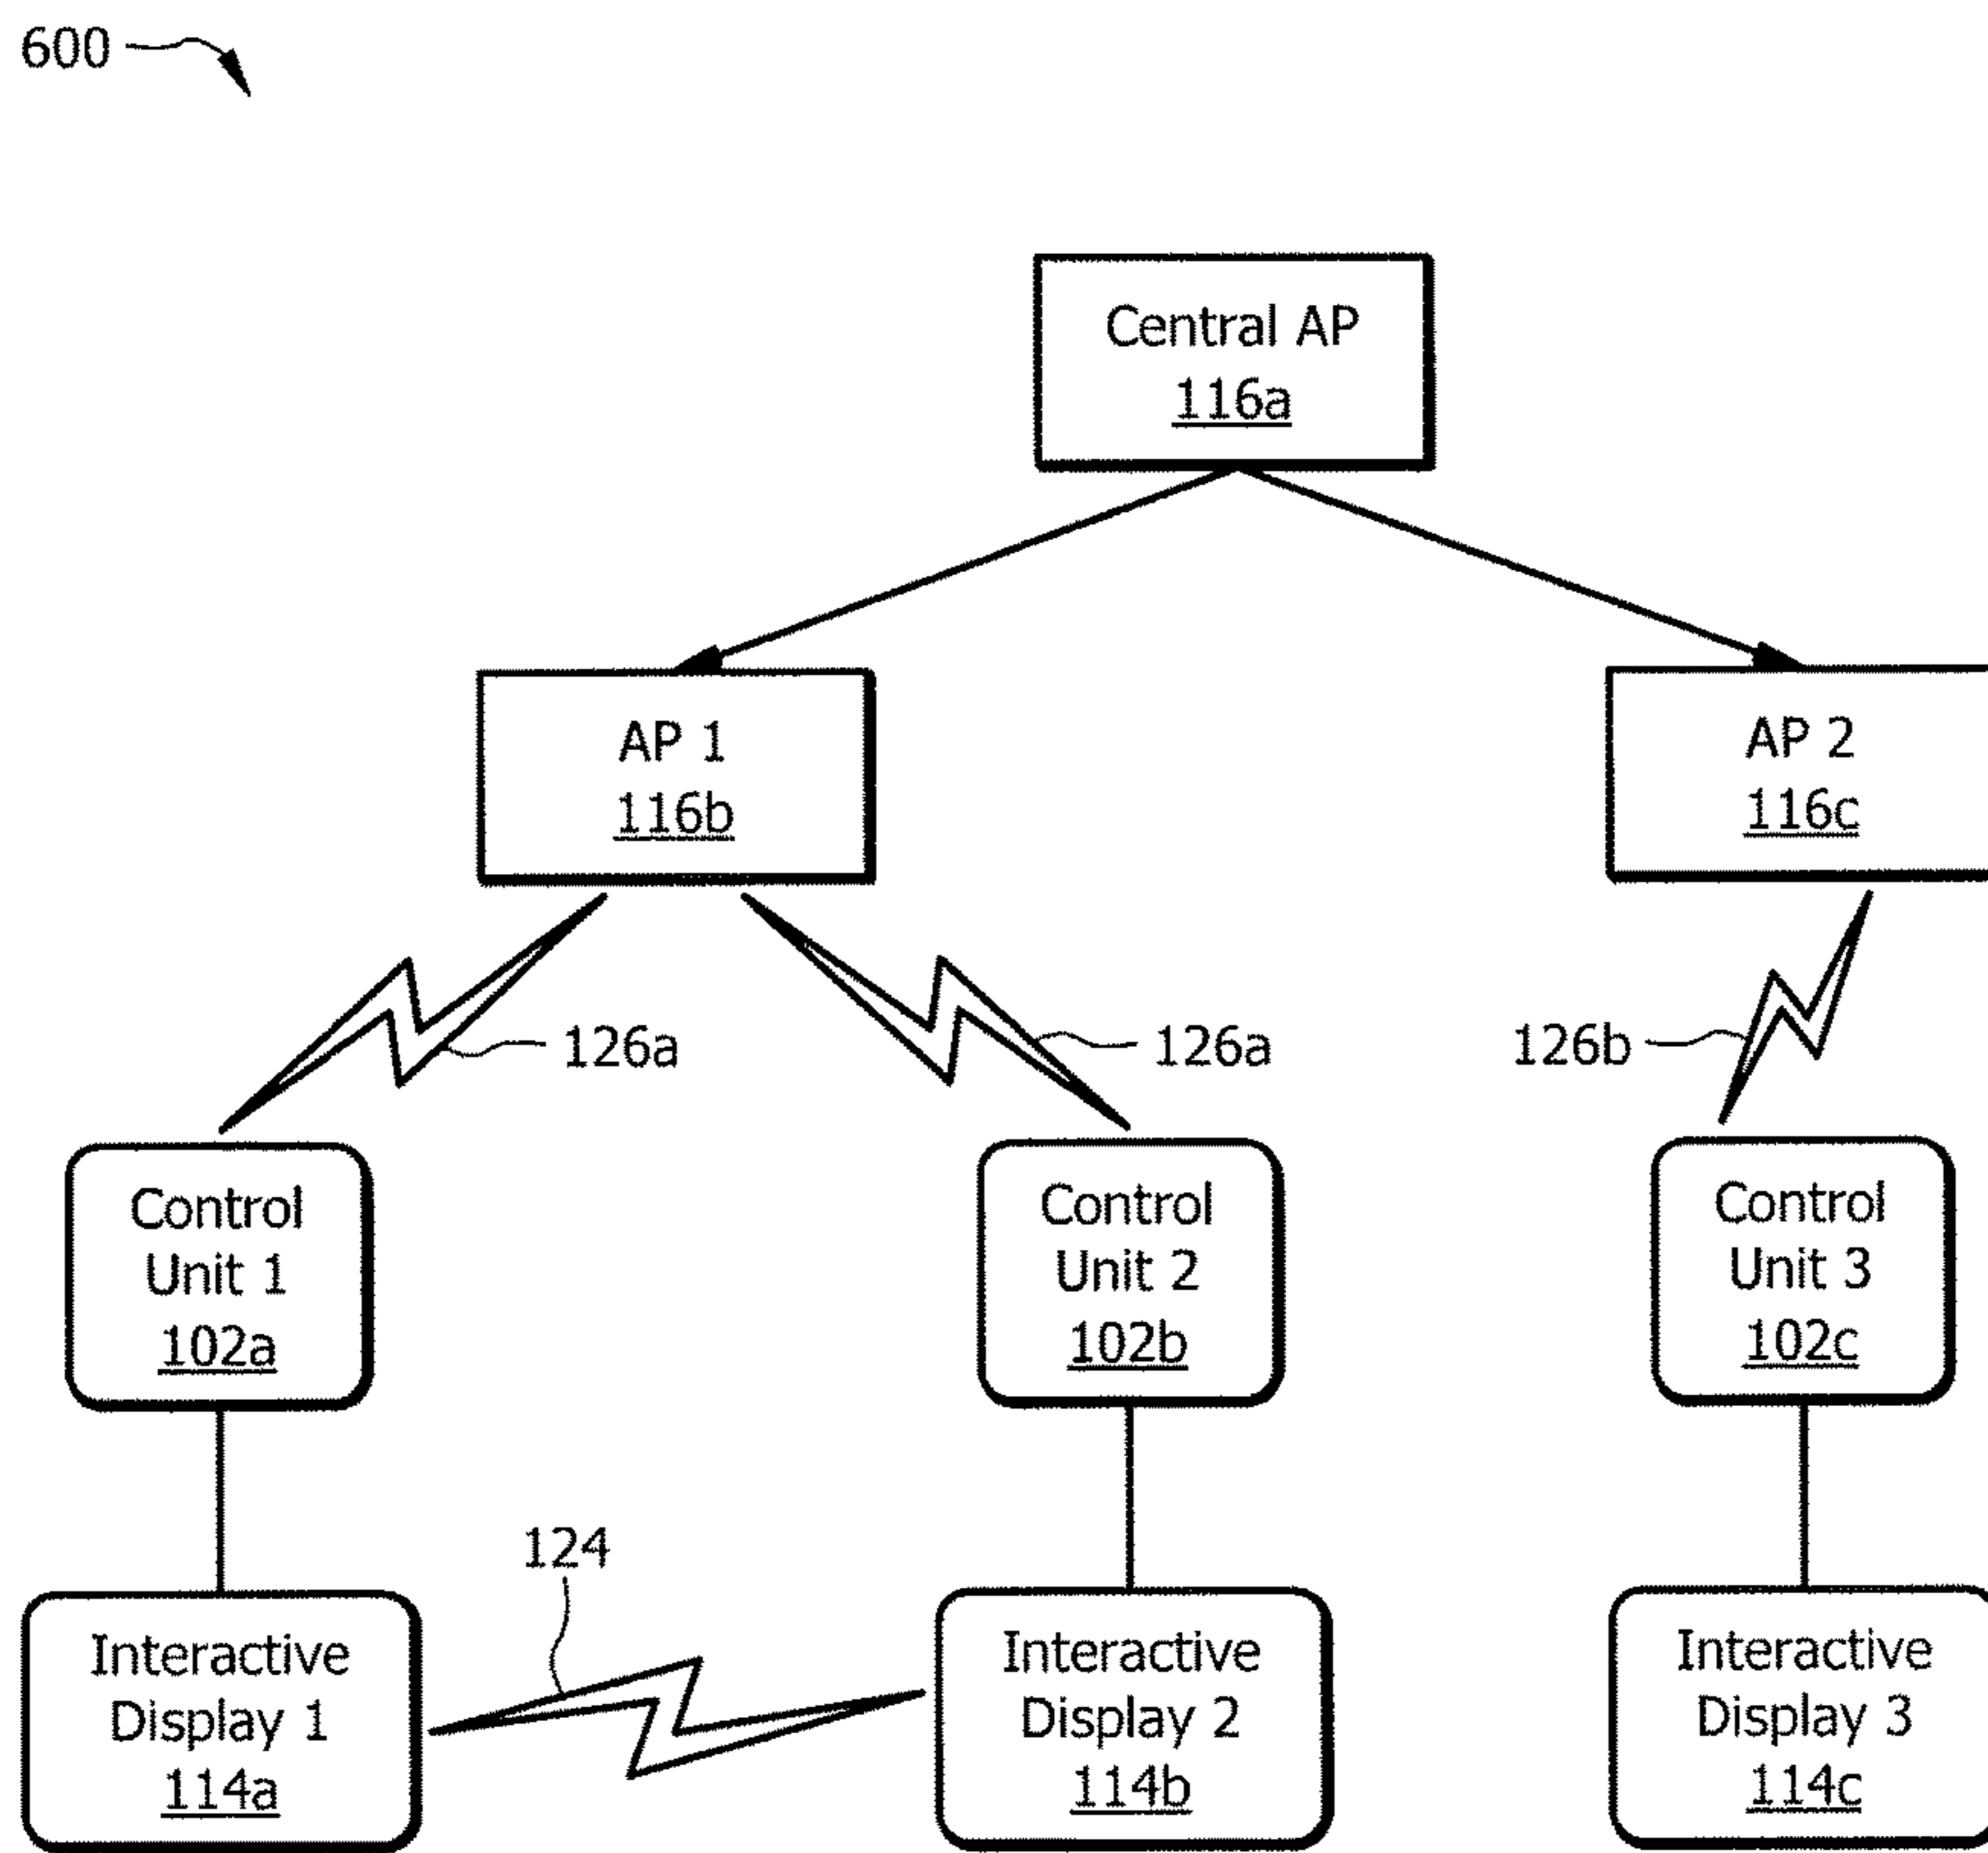 600
Central AP
116a
AP 1
116b
AP 2
116c
126a
126a
126b
Control
Unit 1
102a
Control
Unit 2
102b
Control
Unit 3
102c
124
Interactive
Display 1
114a
Interactive
Display 2
114b
Interactive
Display 3
114c